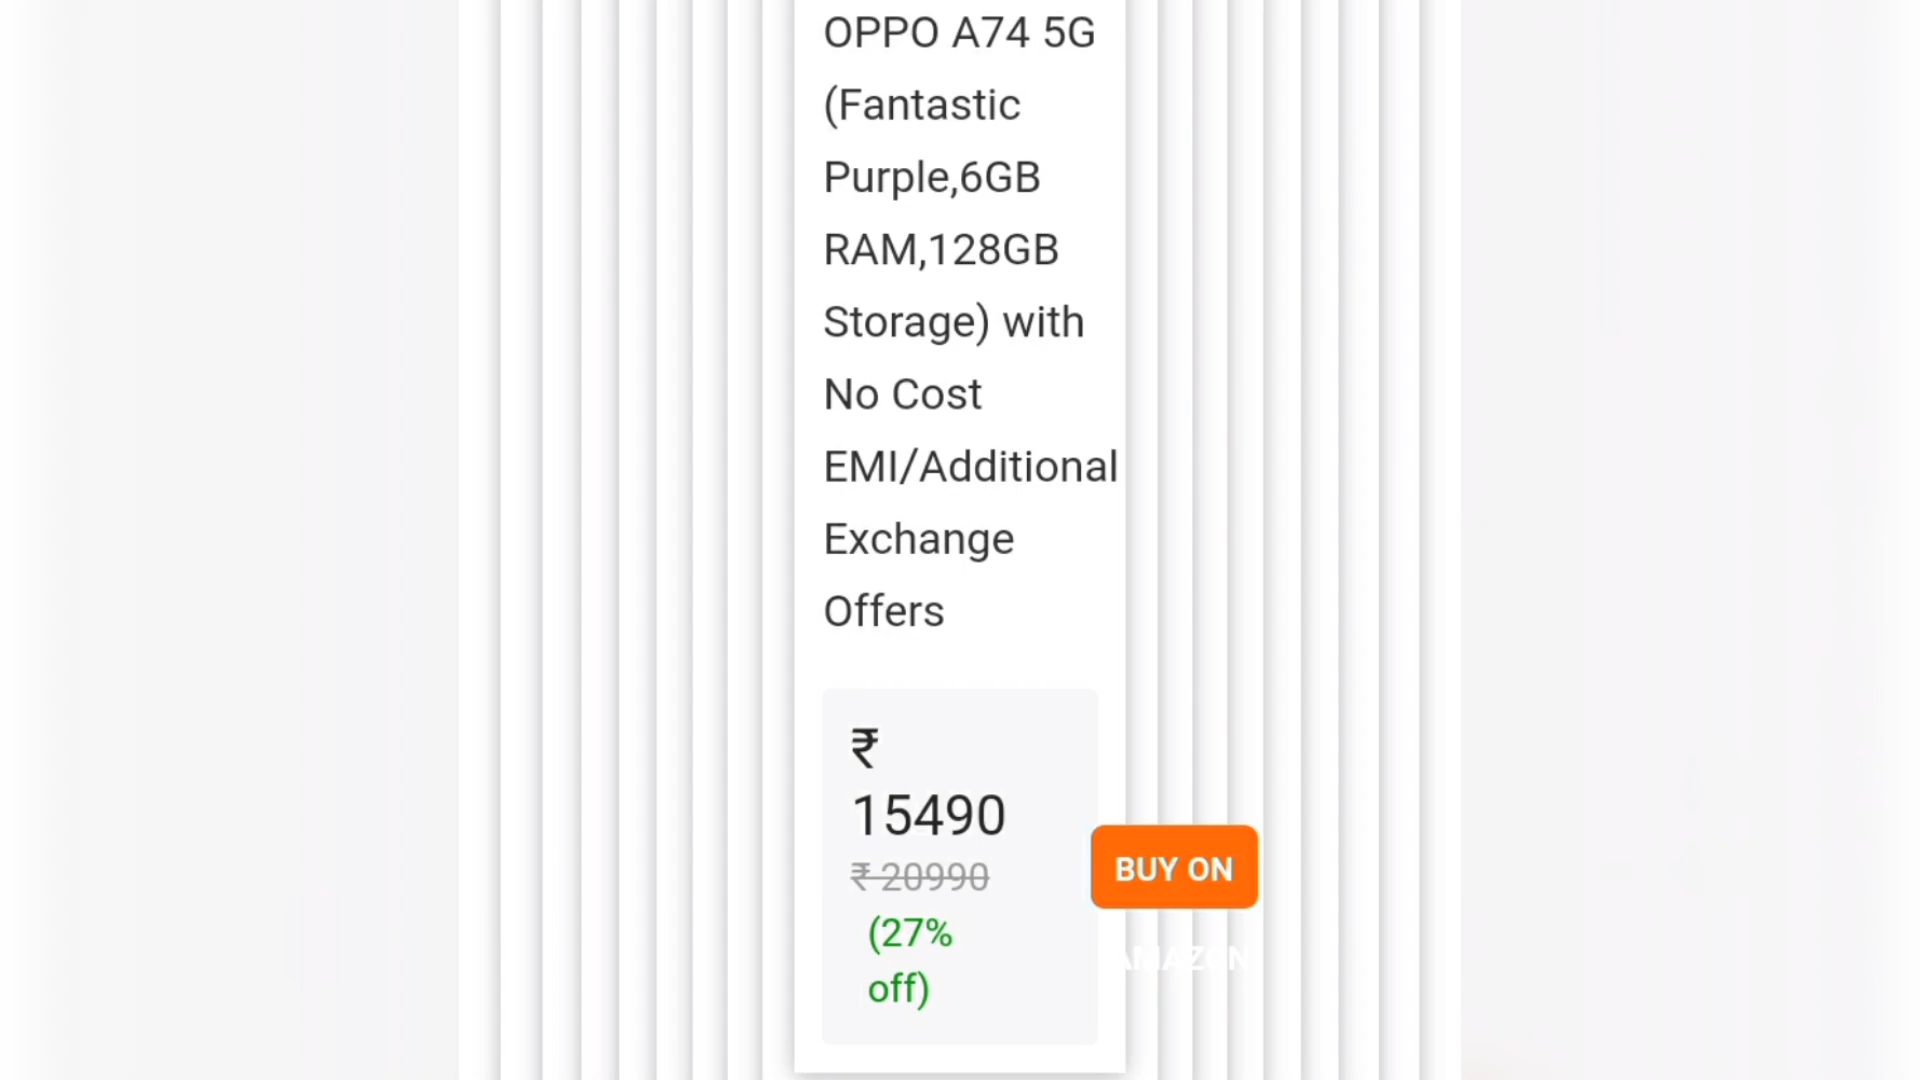 OPPO A74 5G
(Fantastic
Purple,6GB
RAM,128GB
Storage) with
No Cost
EMI/Additional
Exchange
Offers
₹
15490
₹ 20990
(27%
off)
BUY ON
AMAZON